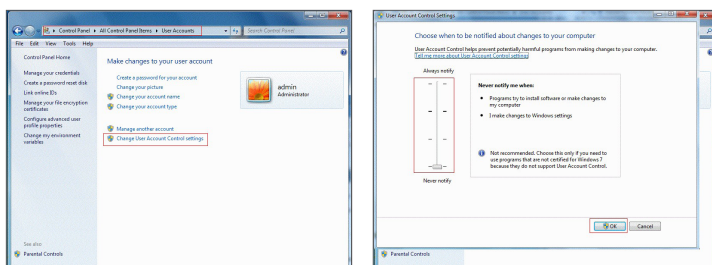 Control Panel ▸ All Control Panel Items ▸ User Accounts
Search Control Panel
File Edit View Tools Help
Control Panel Home
Manage your credentials
Create a password reset disk
Link online IDs
Manage your file encryption
certificates
Configure advanced user
profile properties
Change my environment
variables
See also
Parental Controls
Make changes to your user account
Create a password for your account
Change your picture
Change your account name
Change your account type
Manage another account
Change User Account Control settings
admin
Administrator
User Account Control Settings
Choose when to be notified about changes to your computer
User Account Control helps prevent potentially harmful programs from making changes to your computer.
Tell me more about User Account Control settings
Always notify
Never notify
Never notify me when:
• Programs try to install software or make changes to
my computer
• I make changes to Windows settings
Not recommended. Choose this only if you need to
use programs that are not certified for Windows 7
because they do not support User Account Control.
OK
Cancel
Parental Controls